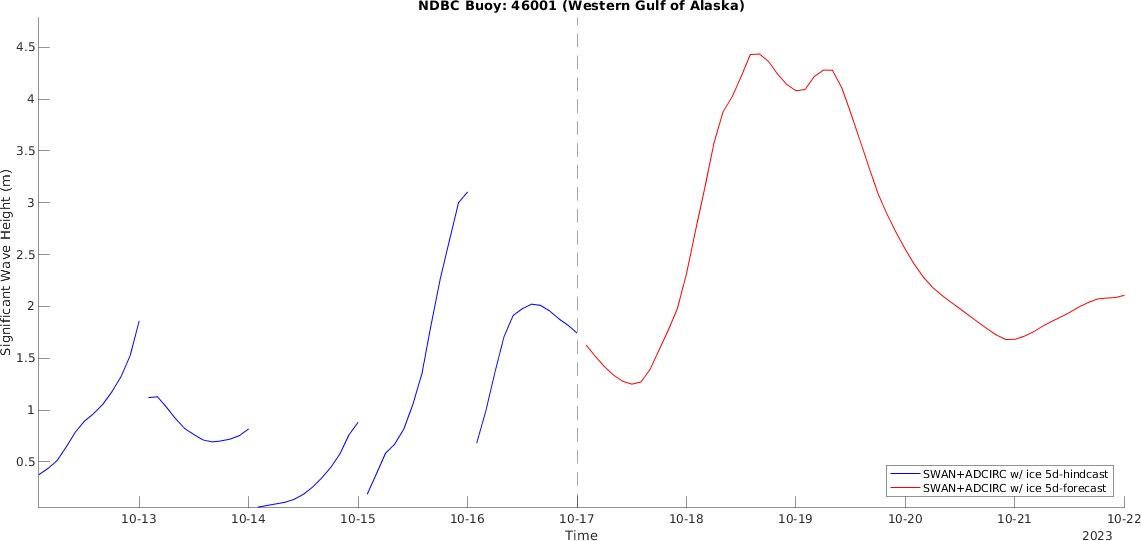 NDBC Buoy: 46001 (Western Gulf of Alaska)
4.5
4
3.5
3
2.5
2
1.5
1
0.5
Significant Wave Height (m)
SWAN+ADCIRC w/ ice 5d-hindcast
SWAN+ADCIRC w/ ice 5d-forecast
10-13 10-14 10-15 10-16 10-17 10-18 10-19 10-20 10-21 10-22
Time
2023